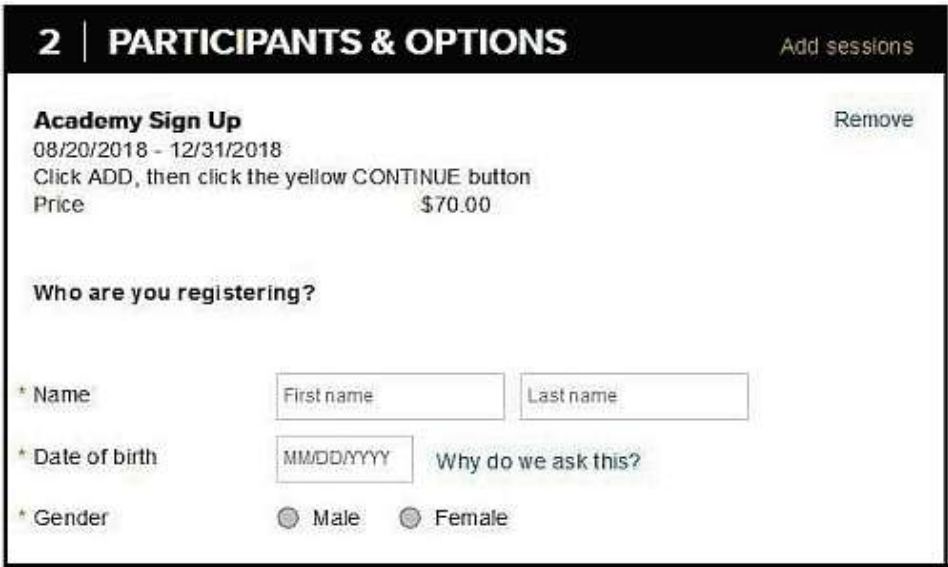 2 | PARTICIPANTS & OPTIONS Add sessions
Academy Sign Up Remove
08/20/2018 - 12/31/2018
Click ADD, then click the yellow CONTINUE button
Price $70.00
Who are you registering?
* Name First name Last name
* Date of birth MM/DD/YYYY Why do we ask this?
* Gender Male Female